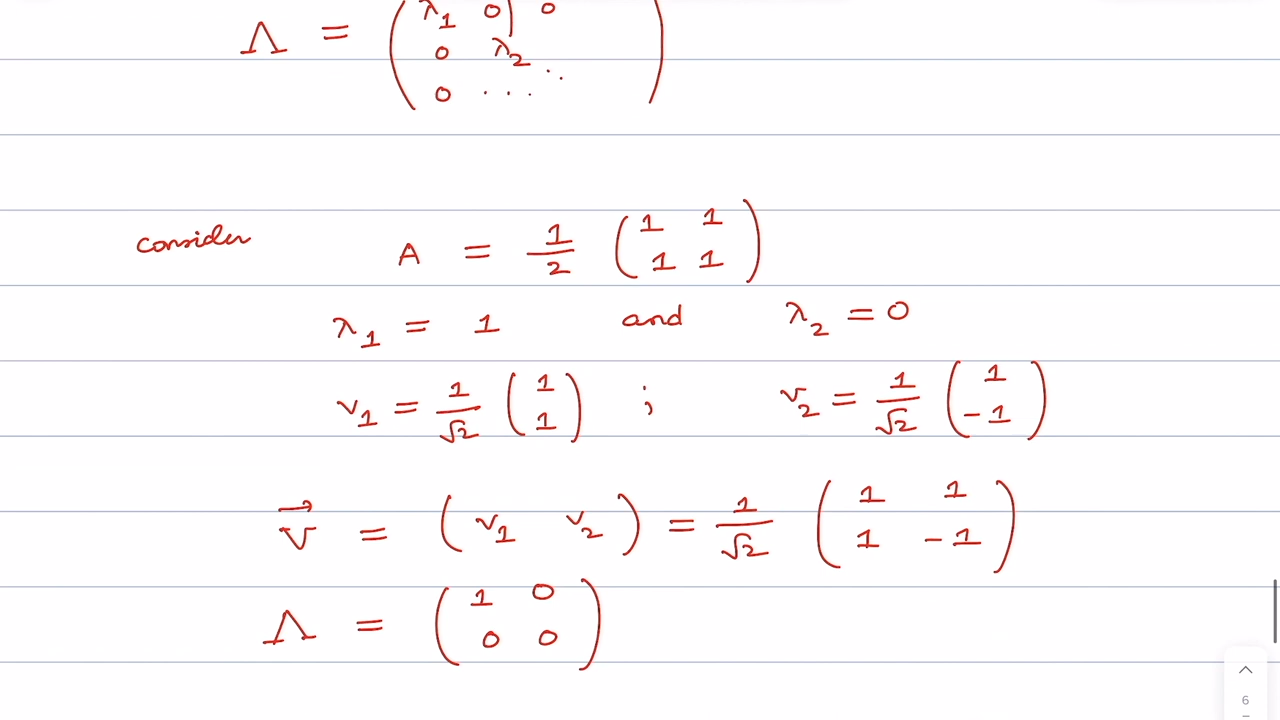 Λ = ( λ1 0 0
0 λ2 ⋱
0 ... )
consider A = 1/2 ( 1 1
1 1 )
λ1 = 1 and λ2 = 0
v1 = 1/√2 ( 1
1 ) ; v2 = 1/√2 ( 1
-1 )
V⃗ = ( v1 v2 ) = 1/√2 ( 1 1
1 -1 )
Λ = ( 1 0
0 0 )
6